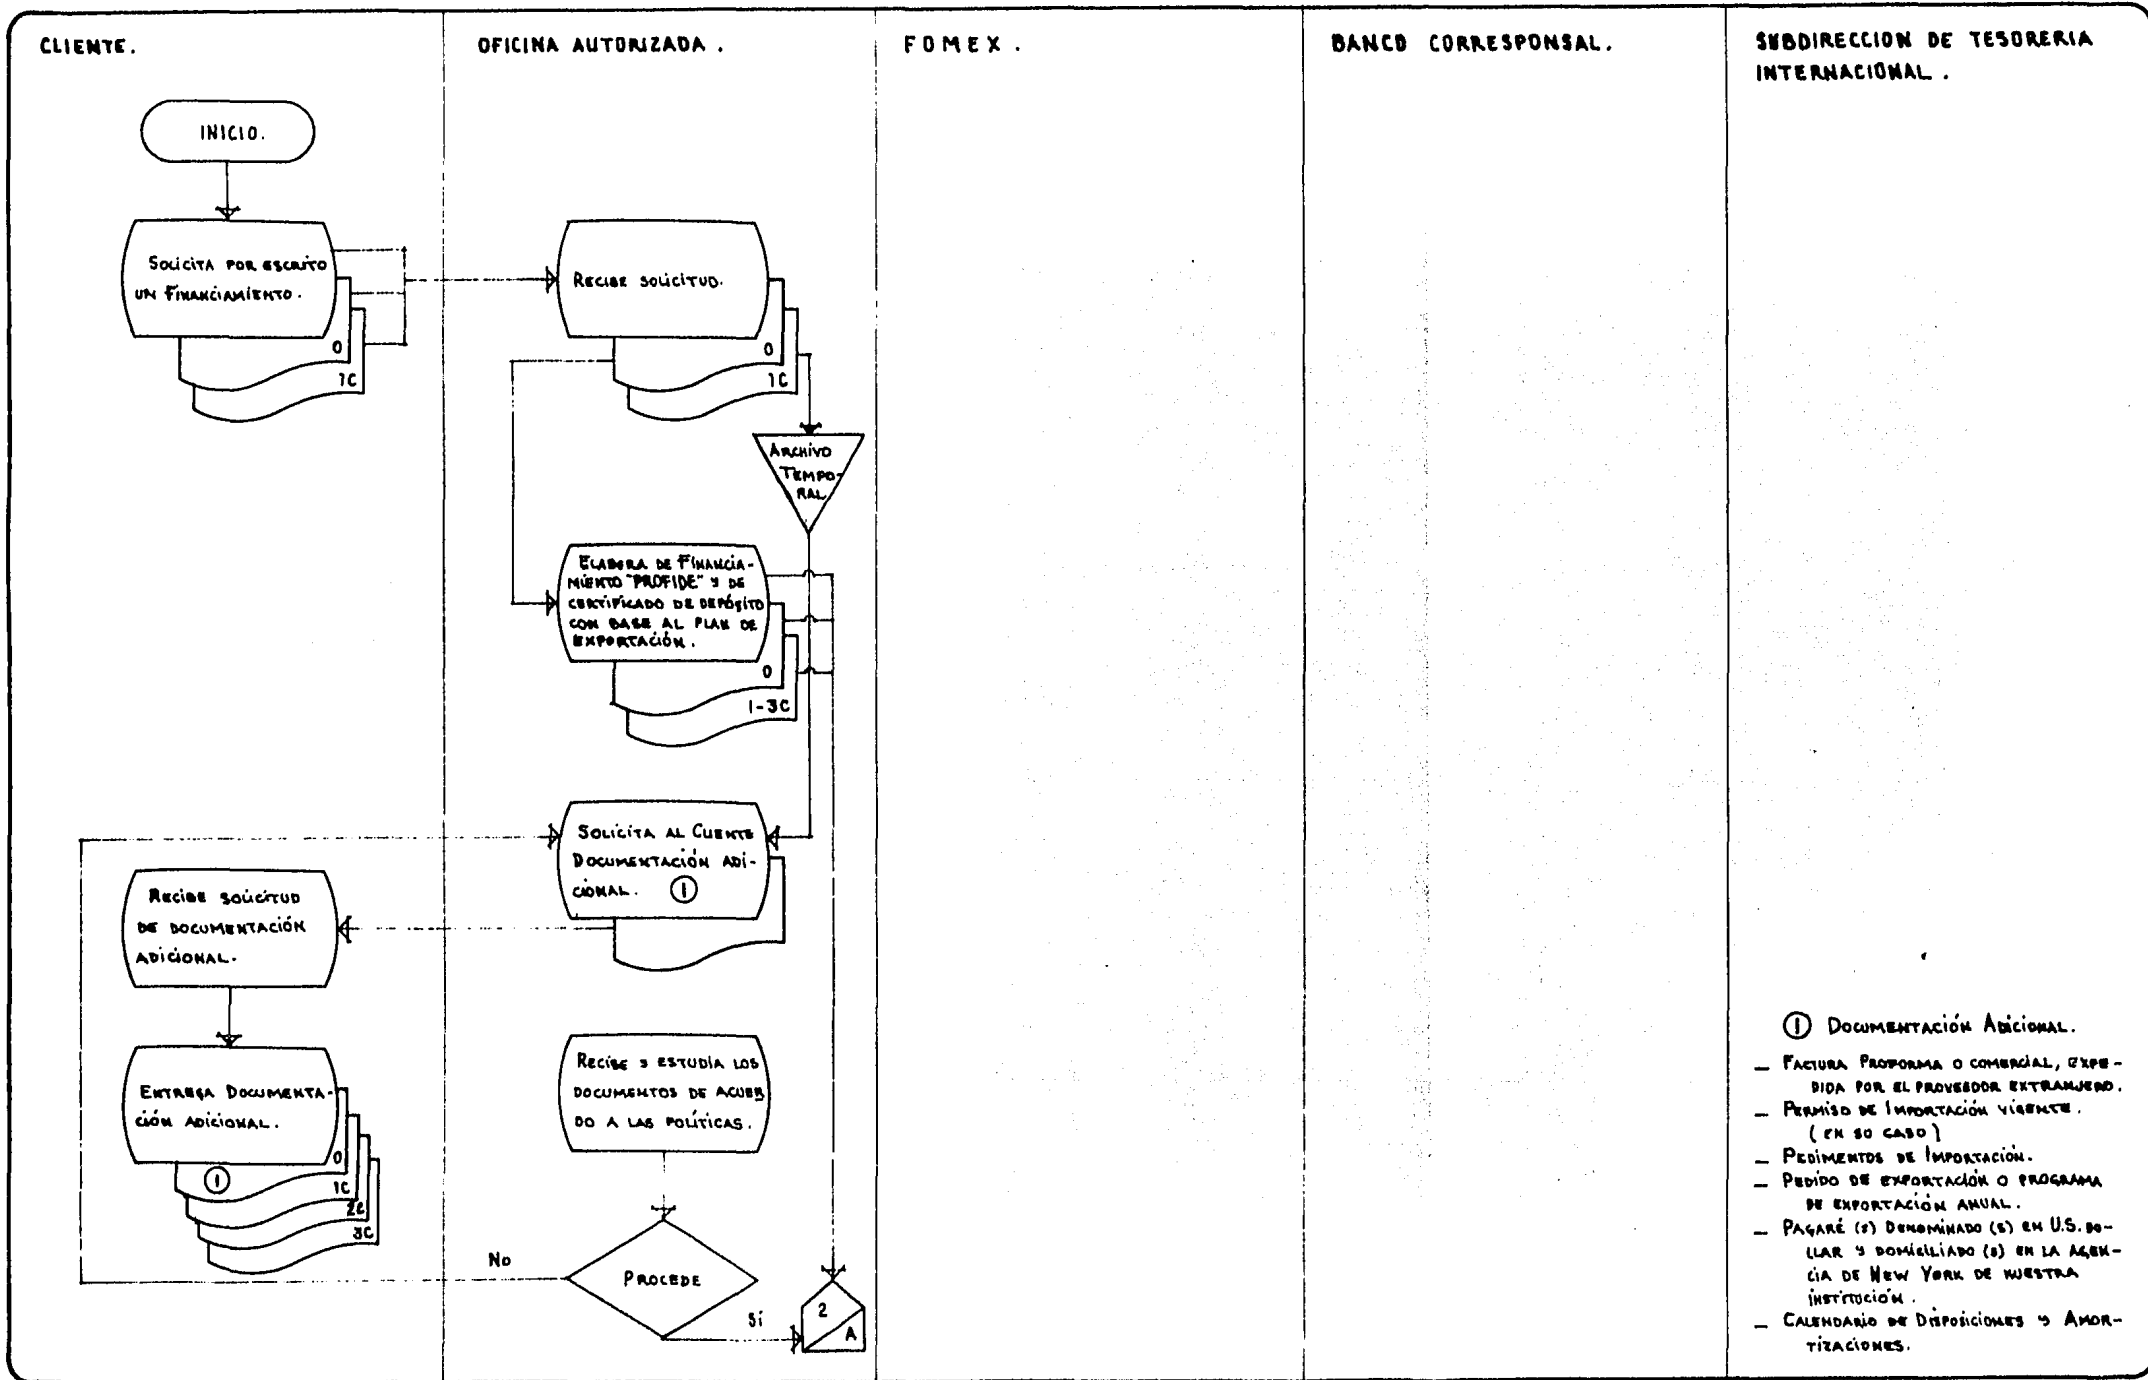 CLIENTE.
OFICINA AUTORIZADA.
FOMEX.
BANCO CORRESPONSAL.
SUBDIRECCION DE TESORERIA
INTERNACIONAL.
INICIO.
SOLICITA POR ESCRITO
UN FINANCIAMIENTO.
0
1C
RECIBE SOLICITUD.
0
1C
ARCHIVO
TEMPO-
RAL
ELABORA DE FINANCIA-
MIENTO "PROFIDE" Y DE
CERTIFICADO DE DEPÓSITO
CON BASE AL PLAN DE
EXPORTACIÓN.
0
1-3C
SOLICITA AL CLIENTE
DOCUMENTACIÓN ADI-
CIONAL. 1
RECIBE SOLICITUD
DE DOCUMENTACIÓN
ADICIONAL.
ENTREGA DOCUMENTA-
CIÓN ADICIONAL.
1
0
1C
2C
3C
RECIBE Y ESTUDIA LOS
DOCUMENTOS DE ACUER
DO A LAS POLÍTICAS.
PROCEDE
No
SÍ
2
A
1 DOCUMENTACIÓN ADICIONAL.
— FACTURA PROFORMA O COMERCIAL, EXPE-
DIDA POR EL PROVEEDOR EXTRANJERO.
— PERMISO DE IMPORTACIÓN VIGENTE.
(EN SU CASO)
— PEDIMENTOS DE IMPORTACIÓN.
— PEDIDO DE EXPORTACIÓN O PROGRAMA
DE EXPORTACIÓN ANUAL.
— PAGARÉ (S) DENOMINADO (S) EN U.S. DO-
LLAR Y DOMICILIADO (S) EN LA AGEN-
CIA DE NEW YORK DE NUESTRA
INSTITUCIÓN.
— CALENDARIO DE DISPOSICIONES Y AMOR-
TIZACIONES.